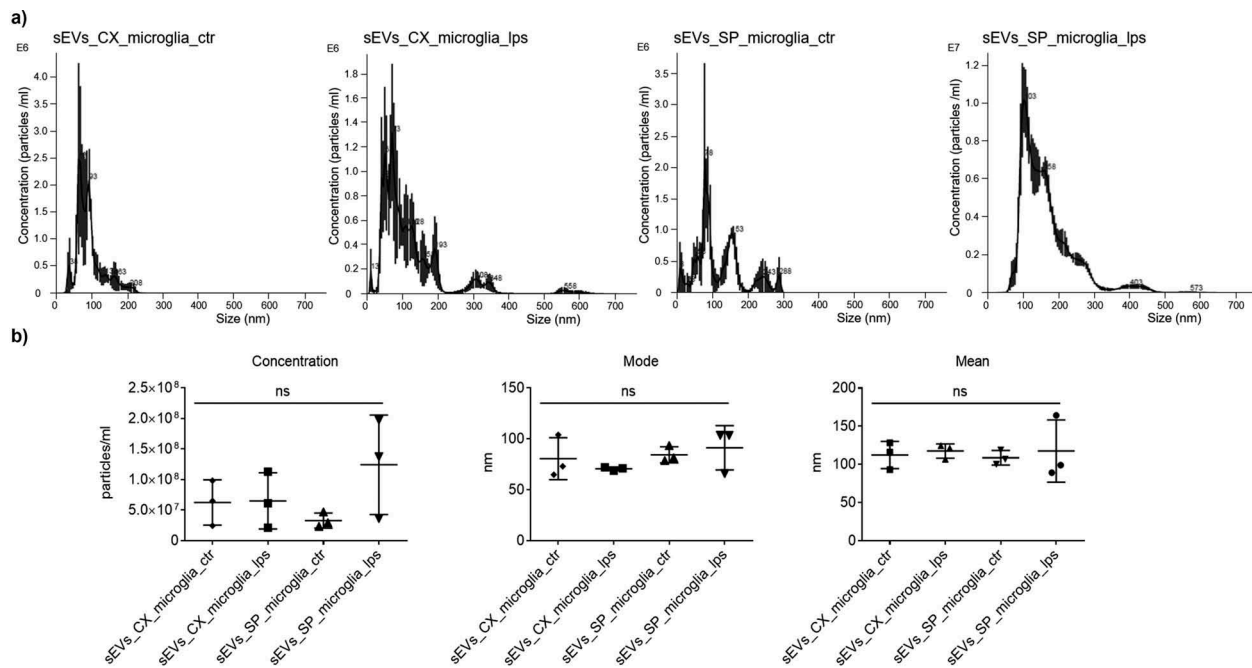 a)
sEVs_CX_microglia_ctr
E6
Concentration (particles /ml)
4.0
3.5
3.0
2.5
2.0
1.5
1.0
0.5
0
93
208
0 100 200 300 400 500 600 700
Size (nm)
sEVs_CX_microglia_lps
E6
Concentration (particles /ml)
1.8
1.6
1.4
1.2
1.0
0.8
0.6
0.4
0.2
0
13
193
558
0 100 200 300 400 500 600 700
Size (nm)
sEVs_SP_microglia_ctr
E6
Concentration (particles /ml)
3.5
3.0
2.5
2.0
1.5
1.0
0.5
0
153
288
0 100 200 300 400 500 600 700
Size (nm)
sEVs_SP_microglia_lps
E7
Concentration (particles /ml)
1.2
1.0
0.8
0.6
0.4
0.2
0
403
573
0 100 200 300 400 500 600 700
Size (nm)
b)
Concentration
ns
particles/ml
2.5×10⁸
2.0×10⁸
1.5×10⁸
1.0×10⁸
5.0×10⁷
0
sEVs_CX_microglia_ctr
sEVs_CX_microglia_lps
sEVs_SP_microglia_ctr
sEVs_SP_microglia_lps
Mode
ns
nm
150
100
50
0
sEVs_CX_microglia_ctr
sEVs_CX_microglia_lps
sEVs_SP_microglia_ctr
sEVs_SP_microglia_lps
Mean
ns
nm
200
150
100
50
0
sEVs_CX_microglia_ctr
sEVs_CX_microglia_lps
sEVs_SP_microglia_ctr
sEVs_SP_microglia_lps